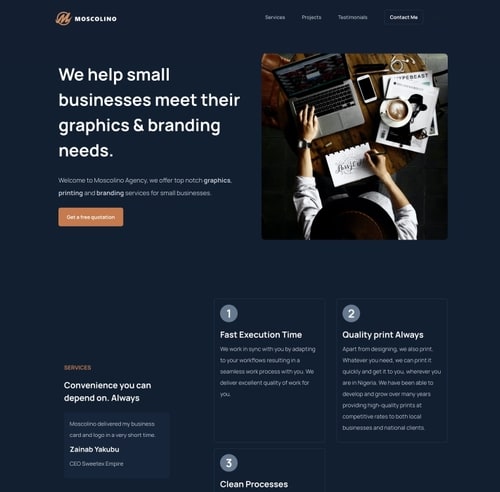 MOSCOLINO
Services
Projects
Testimonials
Contact Me
We help small
businesses meet their
graphics & branding
needs.
Welcome to Moscolino Agency, we offer top notch graphics,
printing and branding services for small businesses.
Get a free quotation
HYPEBEAST
SERVICES
Convenience you can
depend on. Always
Moscolino delivered my business
card and logo in a very short time.
Zainab Yakubu
CEO Sweetex Empire
1
Fast Execution Time
We work in sync with you by adapting
to your workflows resulting in a
seamless work process with you. We
deliver excellent quality of work for
you.
2
Quality print Always
Apart from designing, we also print.
Whatever you need, we can print it
quickly and get it to you, wherever you
are in Nigeria. We have been able to
develop and grow over many years
providing high-quality prints at
competitive rates to both local
businesses and national clients.
3
Clean Processes